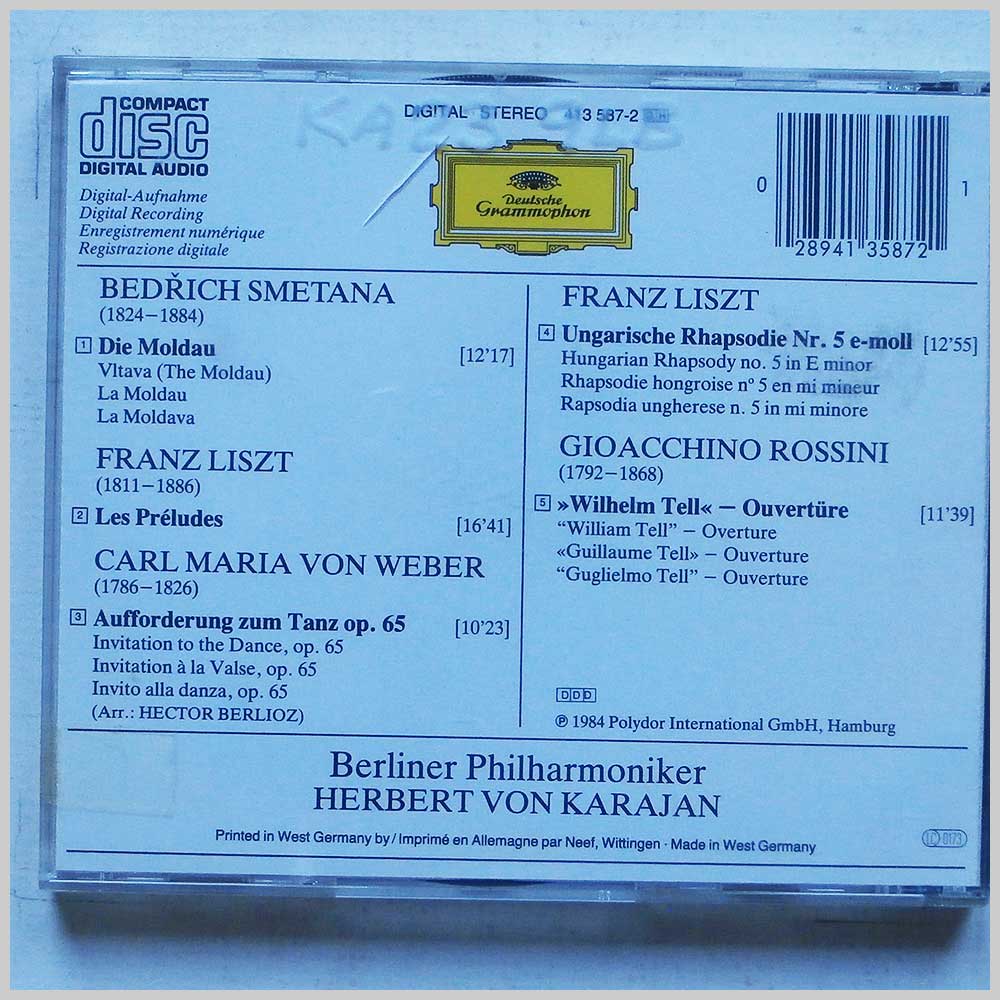 COMPACT
disc
DIGITAL AUDIO
Digital-Aufnahme
Digital Recording
Enregistrement numérique
Registrazione digitale
DIGITAL STEREO 413 587-2 GH
Deutsche
Grammophon
0 28941 35872 1
BEDŘICH SMETANA
(1824–1884)
1 Die Moldau [12'17]
Vltava (The Moldau)
La Moldau
La Moldava
FRANZ LISZT
(1811–1886)
2 Les Préludes [16'41]
CARL MARIA VON WEBER
(1786–1826)
3 Aufforderung zum Tanz op. 65 [10'23]
Invitation to the Dance, op. 65
Invitation à la Valse, op. 65
Invito alla danza, op. 65
(Arr.: HECTOR BERLIOZ)
FRANZ LISZT
4 Ungarische Rhapsodie Nr. 5 e-moll [12'55]
Hungarian Rhapsody no. 5 in E minor
Rhapsodie hongroise n° 5 en mi mineur
Rapsodia ungherese n. 5 in mi minore
GIOACCHINO ROSSINI
(1792–1868)
5 »Wilhelm Tell« – Ouvertüre [11'39]
“William Tell” – Overture
«Guillaume Tell» – Ouverture
“Guglielmo Tell” – Ouverture
DDD
℗ 1984 Polydor International GmbH, Hamburg
Berliner Philharmoniker
HERBERT VON KARAJAN
Printed in West Germany by / Imprimé en Allemagne par Neef, Wittingen · Made in West Germany
LC 0173